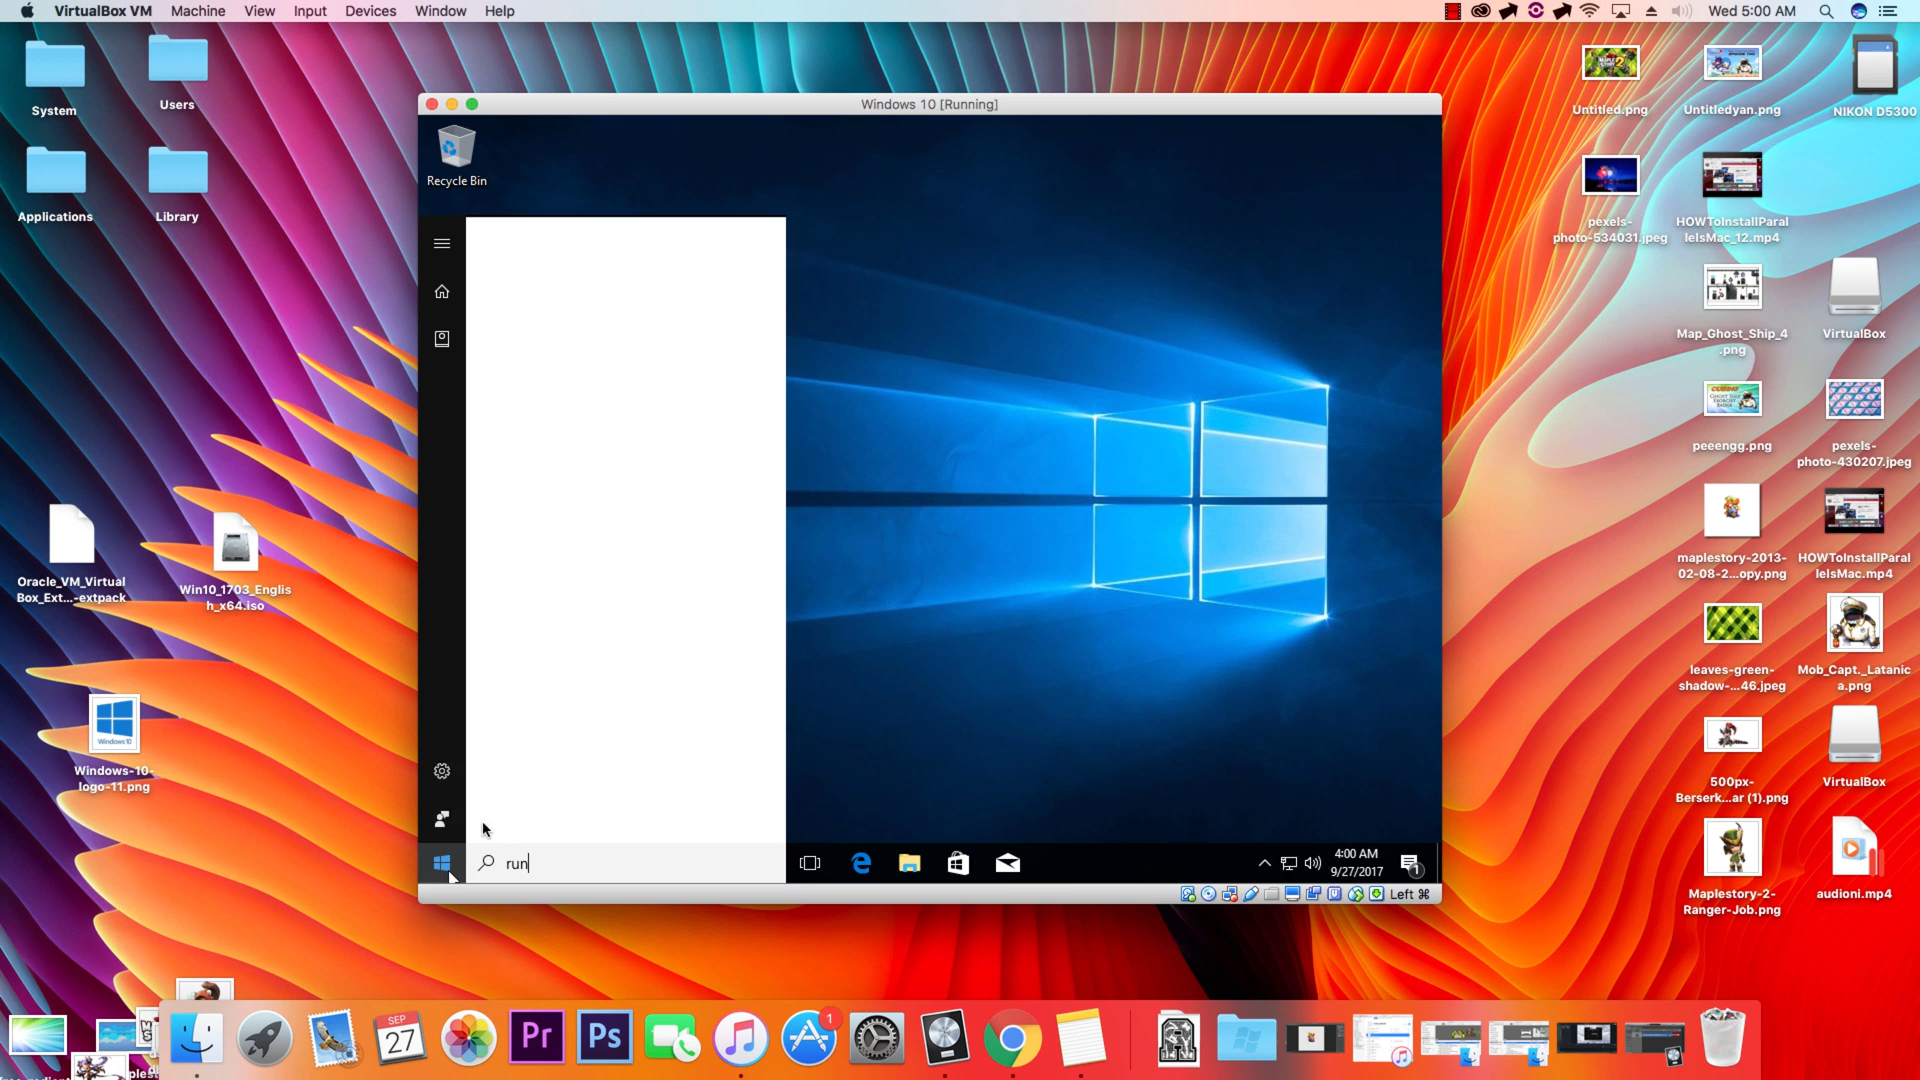 VirtualBox VM Machine View Input Devices Window Help
Wed 5:00 AM
System
Users
Applications
Library
Oracle_VM_Virtual
Box_Ext...-extpack
Win10_1703_Englis
h_x64.iso
Windows 10
Windows-10-
logo-11.png
Windows 10 [Running]
Recycle Bin
run
4:00 AM
9/27/2017
1
Left ⌘
Untitled.png
Untitledyan.png
NIKON D5300
pexels-
photo-534031.jpeg
HOWToInstallParal
lelsMac_12.mp4
Map_Ghost_Ship_4
.png
VirtualBox
peeengg.png
pexels-
photo-430207.jpeg
maplestory-2013-
02-08-2...opy.png
HOWToInstallParal
lelsMac.mp4
leaves-green-
shadow-...46.jpeg
Mob_Capt._Latanic
a.png
500px-
Berserk...ar (1).png
VirtualBox
Maplestory-2-
Ranger-Job.png
audioni.mp4
SEP
27
Pr
Ps
1